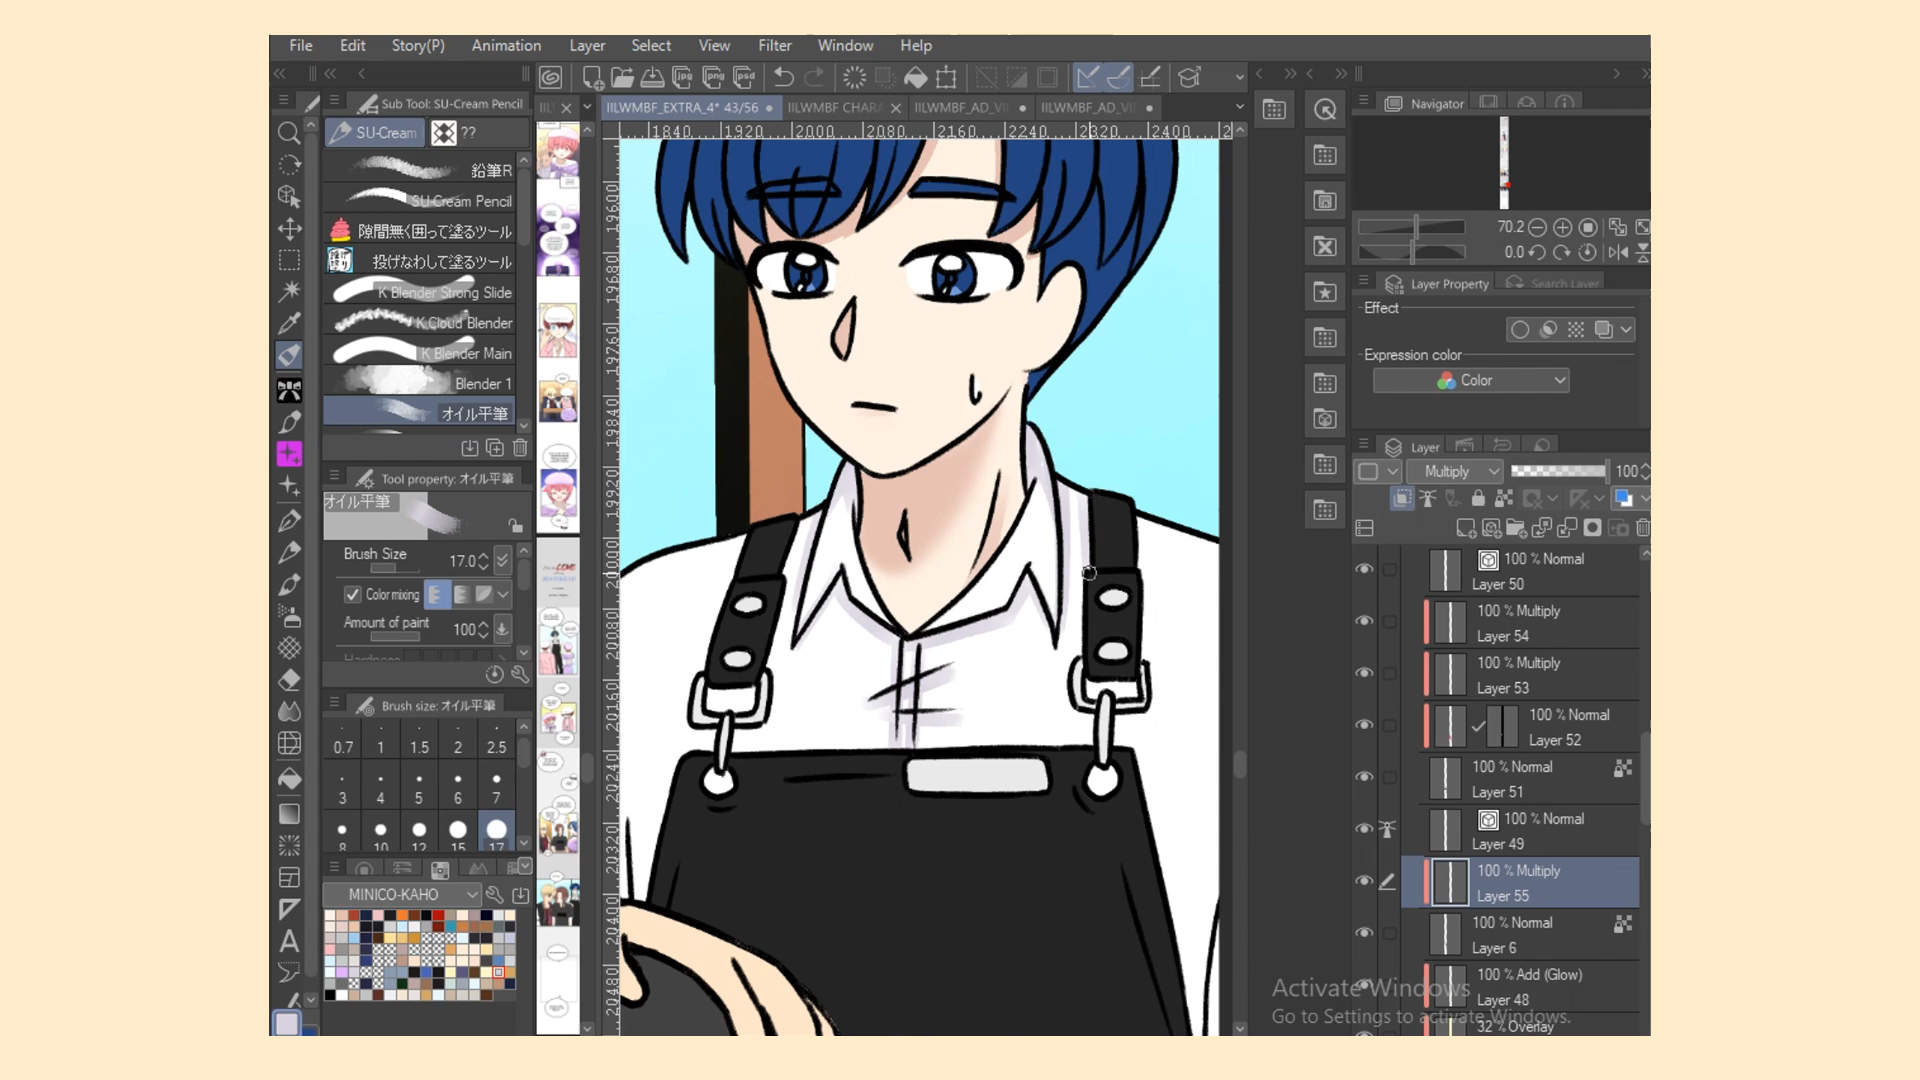 File Edit Story(P) Animation Layer Select View Filter Window Help
Sub Tool: SU-Cream Pencil
IILWMBF_EXTRA_4* 43/56 IILWMBF CHARA IILWMBF_AD_VI IILWMBF_AD_VI
SU-Cream ??
1840 1920 2000 2080 2160 2240 2320 2400
鉛筆R
SU-Cream Pencil
隙間無く囲って塗るツール
投げなわして塗るツール
K Blender Strong Slide
K Cloud Blender
K Blender Main
Blender 1
オイル平筆
Tool property: オイル平筆
オイル平筆
Brush Size 17.0
Color mixing
Amount of paint 100
Hardness
Brush size: オイル平筆
0.7 1 1.5 2 2.5
3 4 5 6 7
8 10 12 15 17
MINICO-KAHO
19600
19680
19760
19840
19920
20000
20080
20160
20240
20320
20400
20480
Navigator
70.2
0.0
Layer Property Search Layer
Effect
Expression color
Color
Layer
Multiply 100
100 % Normal
Layer 50
100 % Multiply
Layer 54
100 % Multiply
Layer 53
100 % Normal
Layer 52
100 % Normal
Layer 51
100 % Normal
Layer 49
100 % Multiply
Layer 55
100 % Normal
Layer 6
100 % Add (Glow)
Layer 48
32 % Overlay
Activate Windows
Go to Settings to activate Windows.